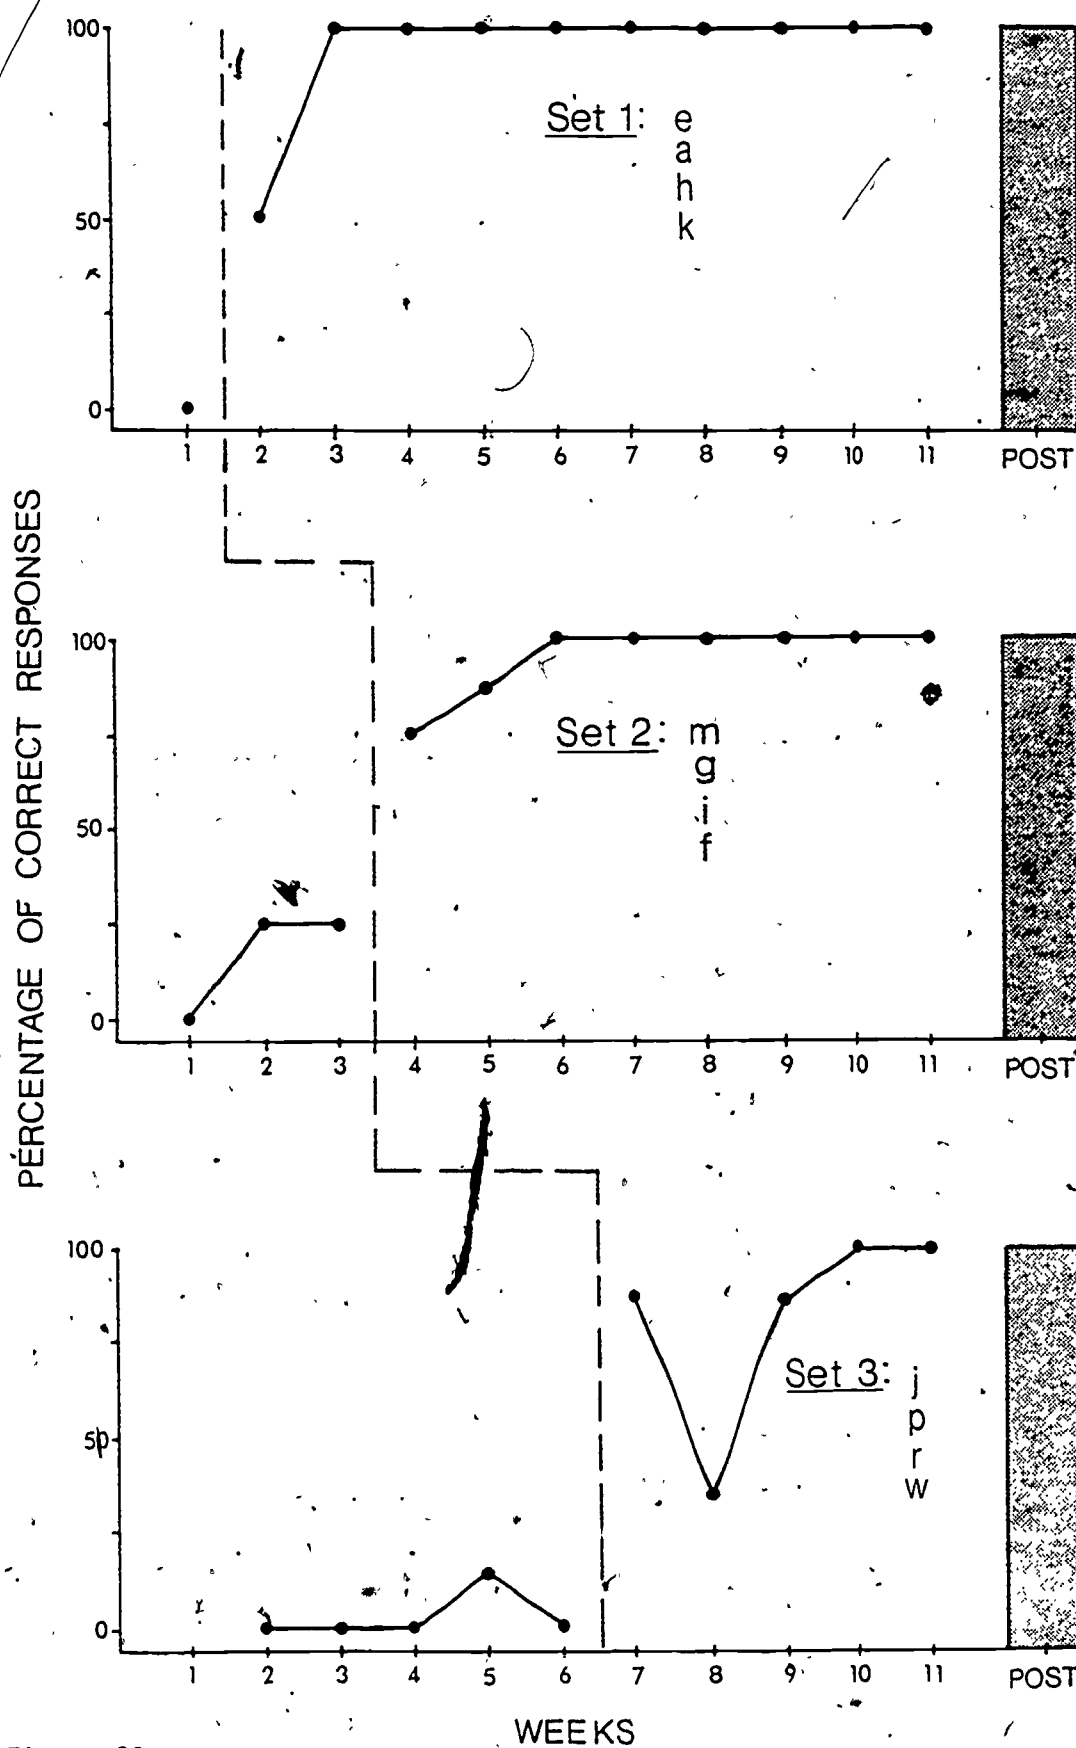 PERCENTAGE OF CORRECT RESPONSES
100
50
0
Set 1: e
a
h
k
1 2 3 4 5 6 7 8 9 10 11 POST
100
50
0
Set 2: m
g
i
f
1 2 3 4 5 6 7 8 9 10 11 POST
100
50
0
Set 3: j
p
r
w
1 2 3 4 5 6 7 8 9 10 11 POST
WEEKS